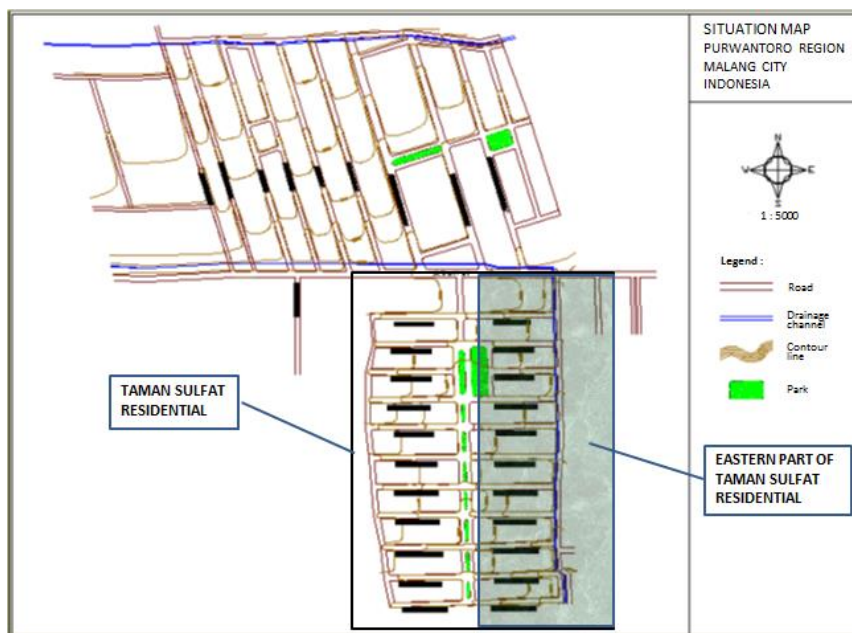 SITUATION MAP
PURWANTORO REGION
MALANG CITY
INDONESIA
N
W E
S
1 : 5000
Legend :
Road
Drainage
channel
Contour
line
Park
TAMAN SULFAT
RESIDENTIAL
EASTERN PART OF
TAMAN SULFAT
RESIDENTIAL